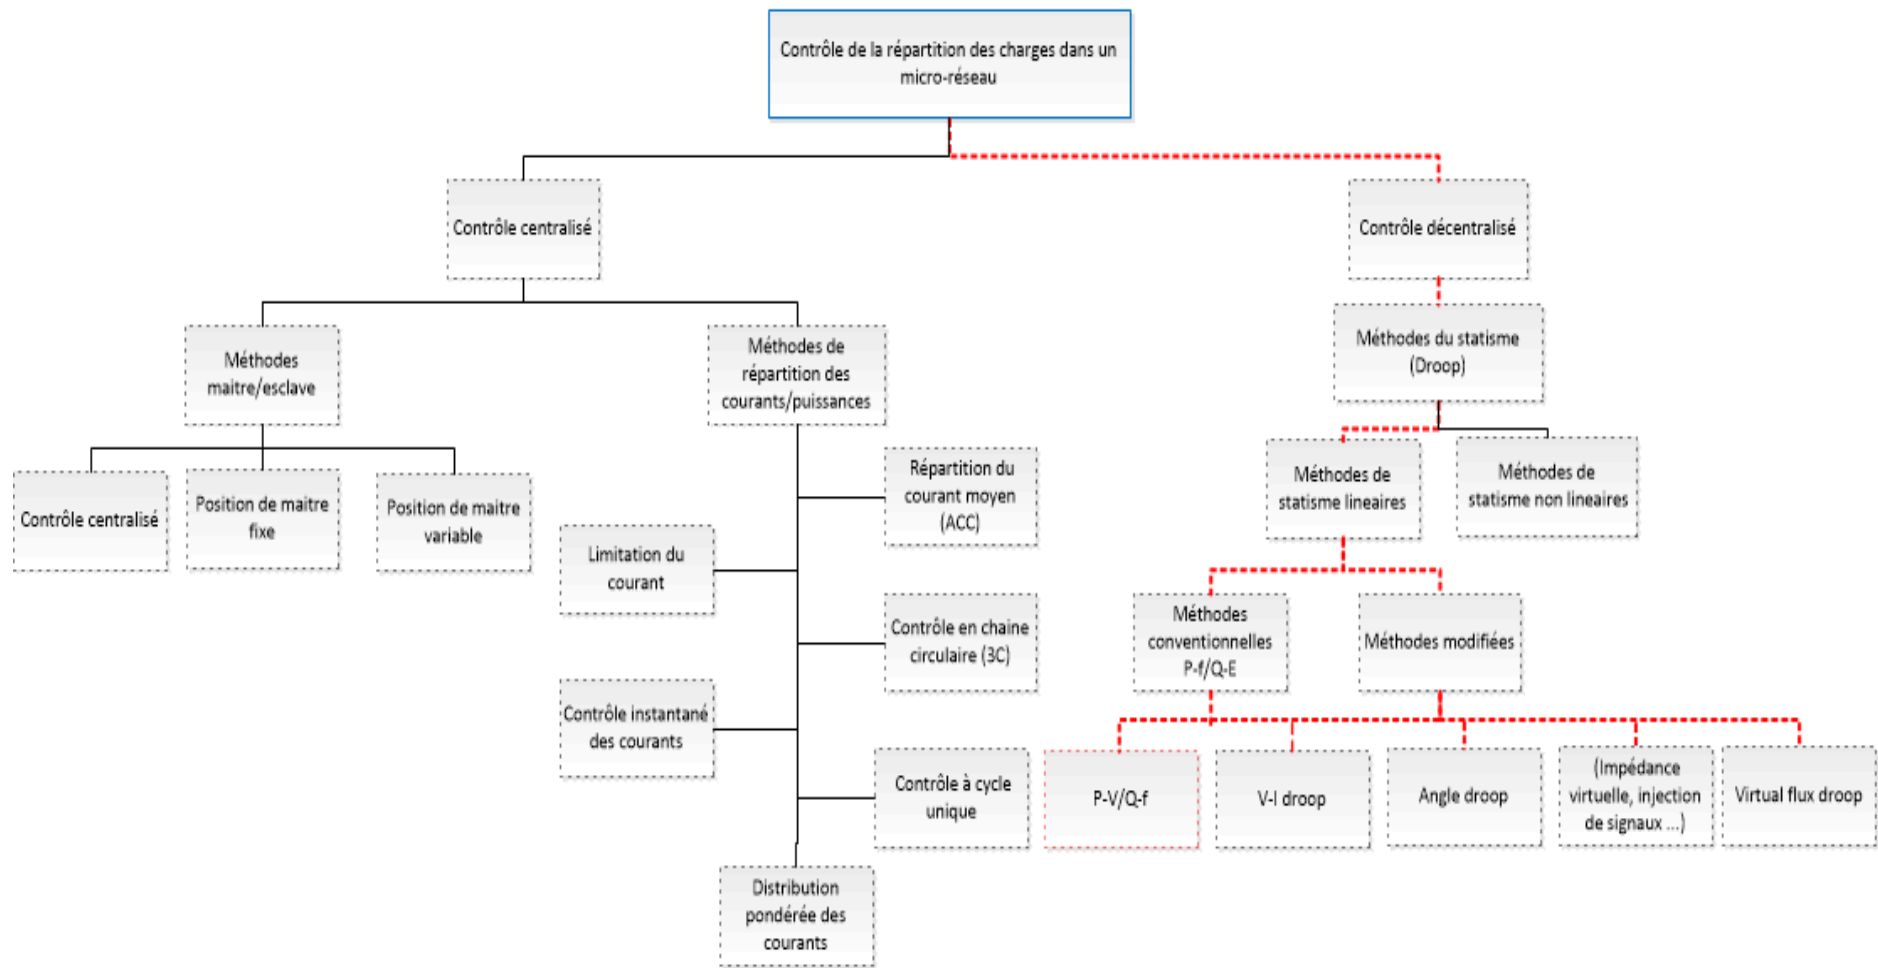 Contrôle de la répartition des charges dans un
micro-réseau
Contrôle centralisé
Contrôle décentralisé
Méthodes
maitre/esclave
Méthodes de
répartition des
courants/puissances
Méthodes du statisme
(Droop)
Contrôle centralisé
Position de maitre
fixe
Position de maitre
variable
Répartition du
courant moyen
(ACC)
Limitation du
courant
Contrôle en chaine
circulaire (3C)
Contrôle instantané
des courants
Contrôle à cycle
unique
Distribution
pondérée des
courants
Méthodes de
statisme lineaires
Méthodes de
statisme non lineaires
Méthodes
conventionnelles
P-f/Q-E
Méthodes modifiées
P-V/Q-f
V-I droop
Angle droop
(Impédance
virtuelle, injection
de signaux ...)
Virtual flux droop